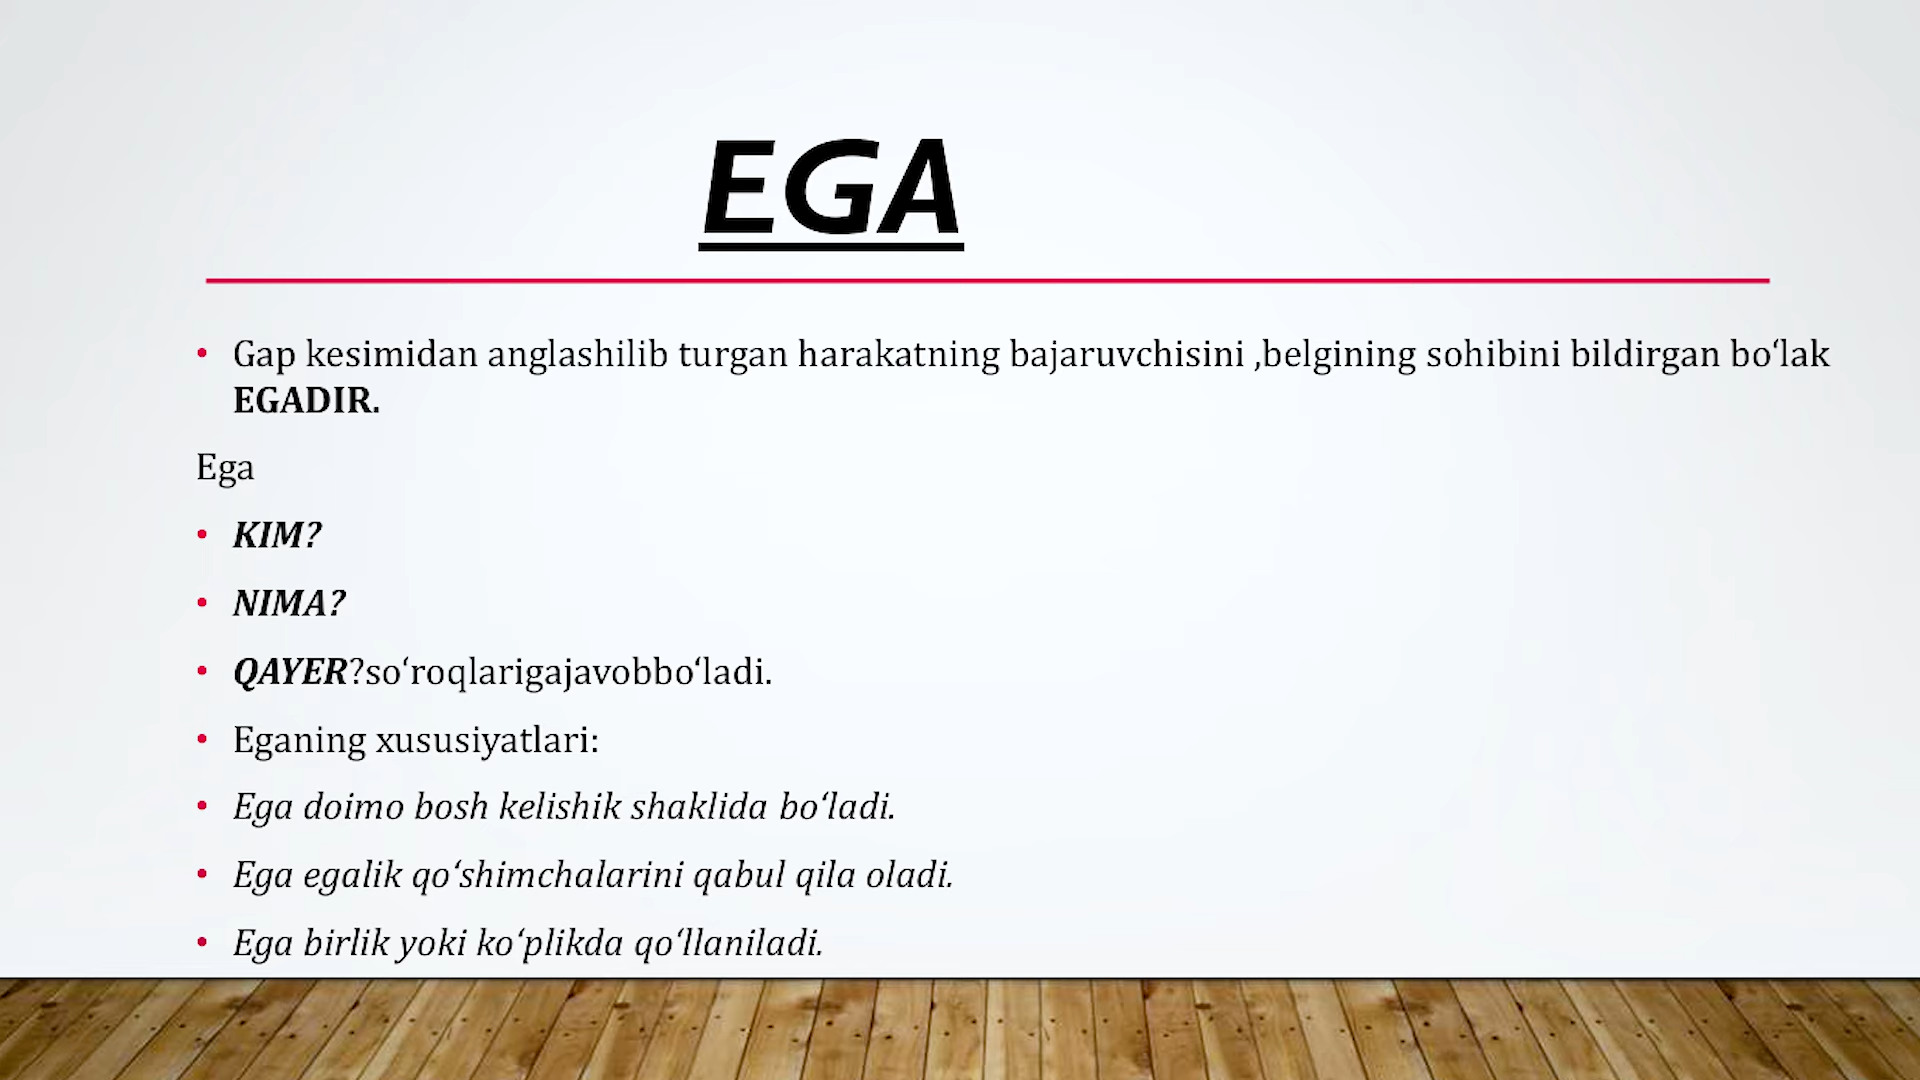 EGA
• Gap kesimidan anglashilib turgan harakatning bajaruvchisini ,belgining sohibini bildirgan bo‘lak
EGADIR.
Ega
• KIM?
• NIMA?
• QAYER?so‘roqlarigajavobbo‘ladi.
• Eganing xususiyatlari:
• Ega doimo bosh kelishik shaklida bo‘ladi.
• Ega egalik qo‘shimchalarini qabul qila oladi.
• Ega birlik yoki ko‘plikda qo‘llaniladi.